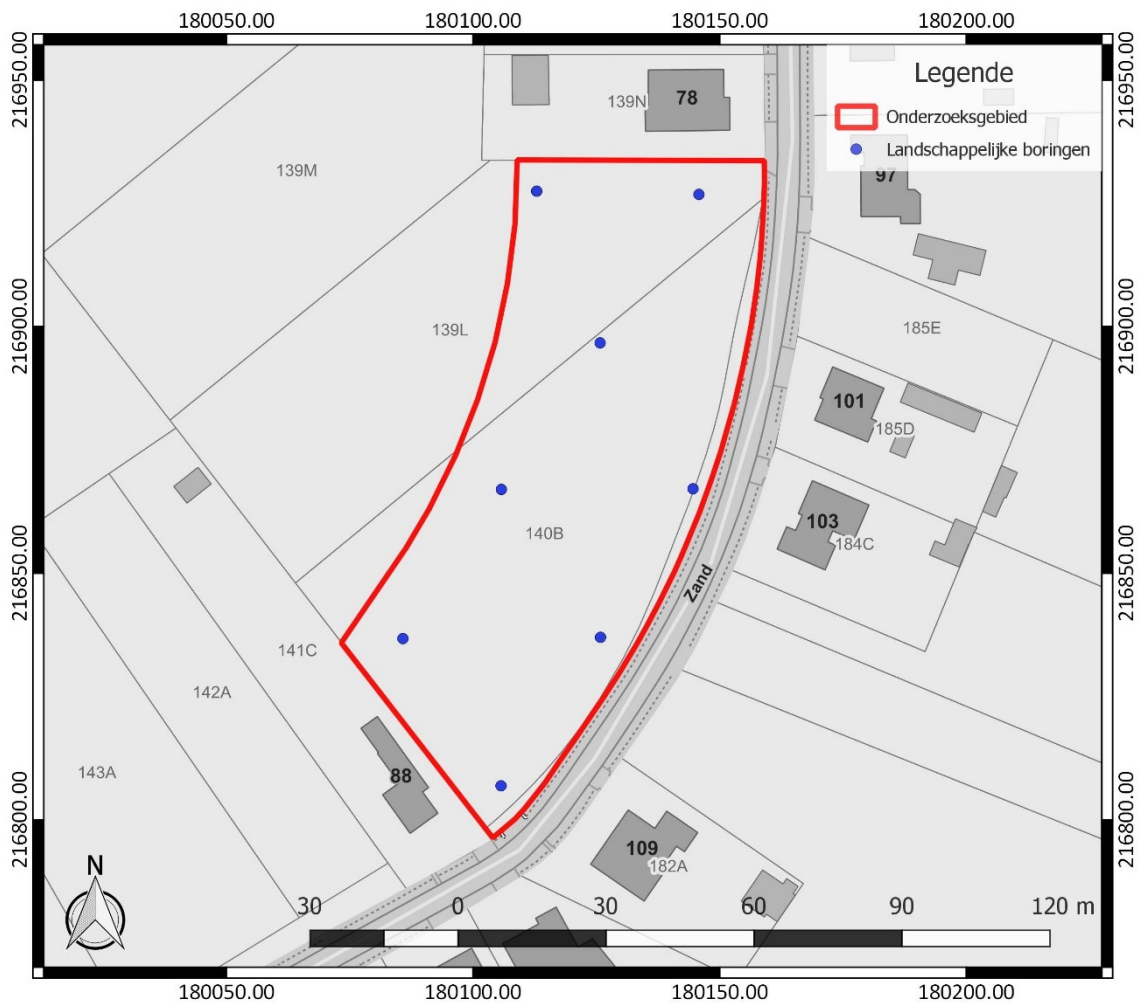 180050.00 180100.00 180150.00 180200.00
216950.00 216950.00
Legende
Onderzoeksgebied
Landschappelijke boringen
139N 78
139M
97
216900.00 216900.00
139L
185E
101
185D
140B
103
184C
216850.00 216850.00
Zand
141C
142A
143A
88
216800.00 216800.00
109
182A
N
30 0 30 60 90 120 m
180050.00 180100.00 180150.00 180200.00